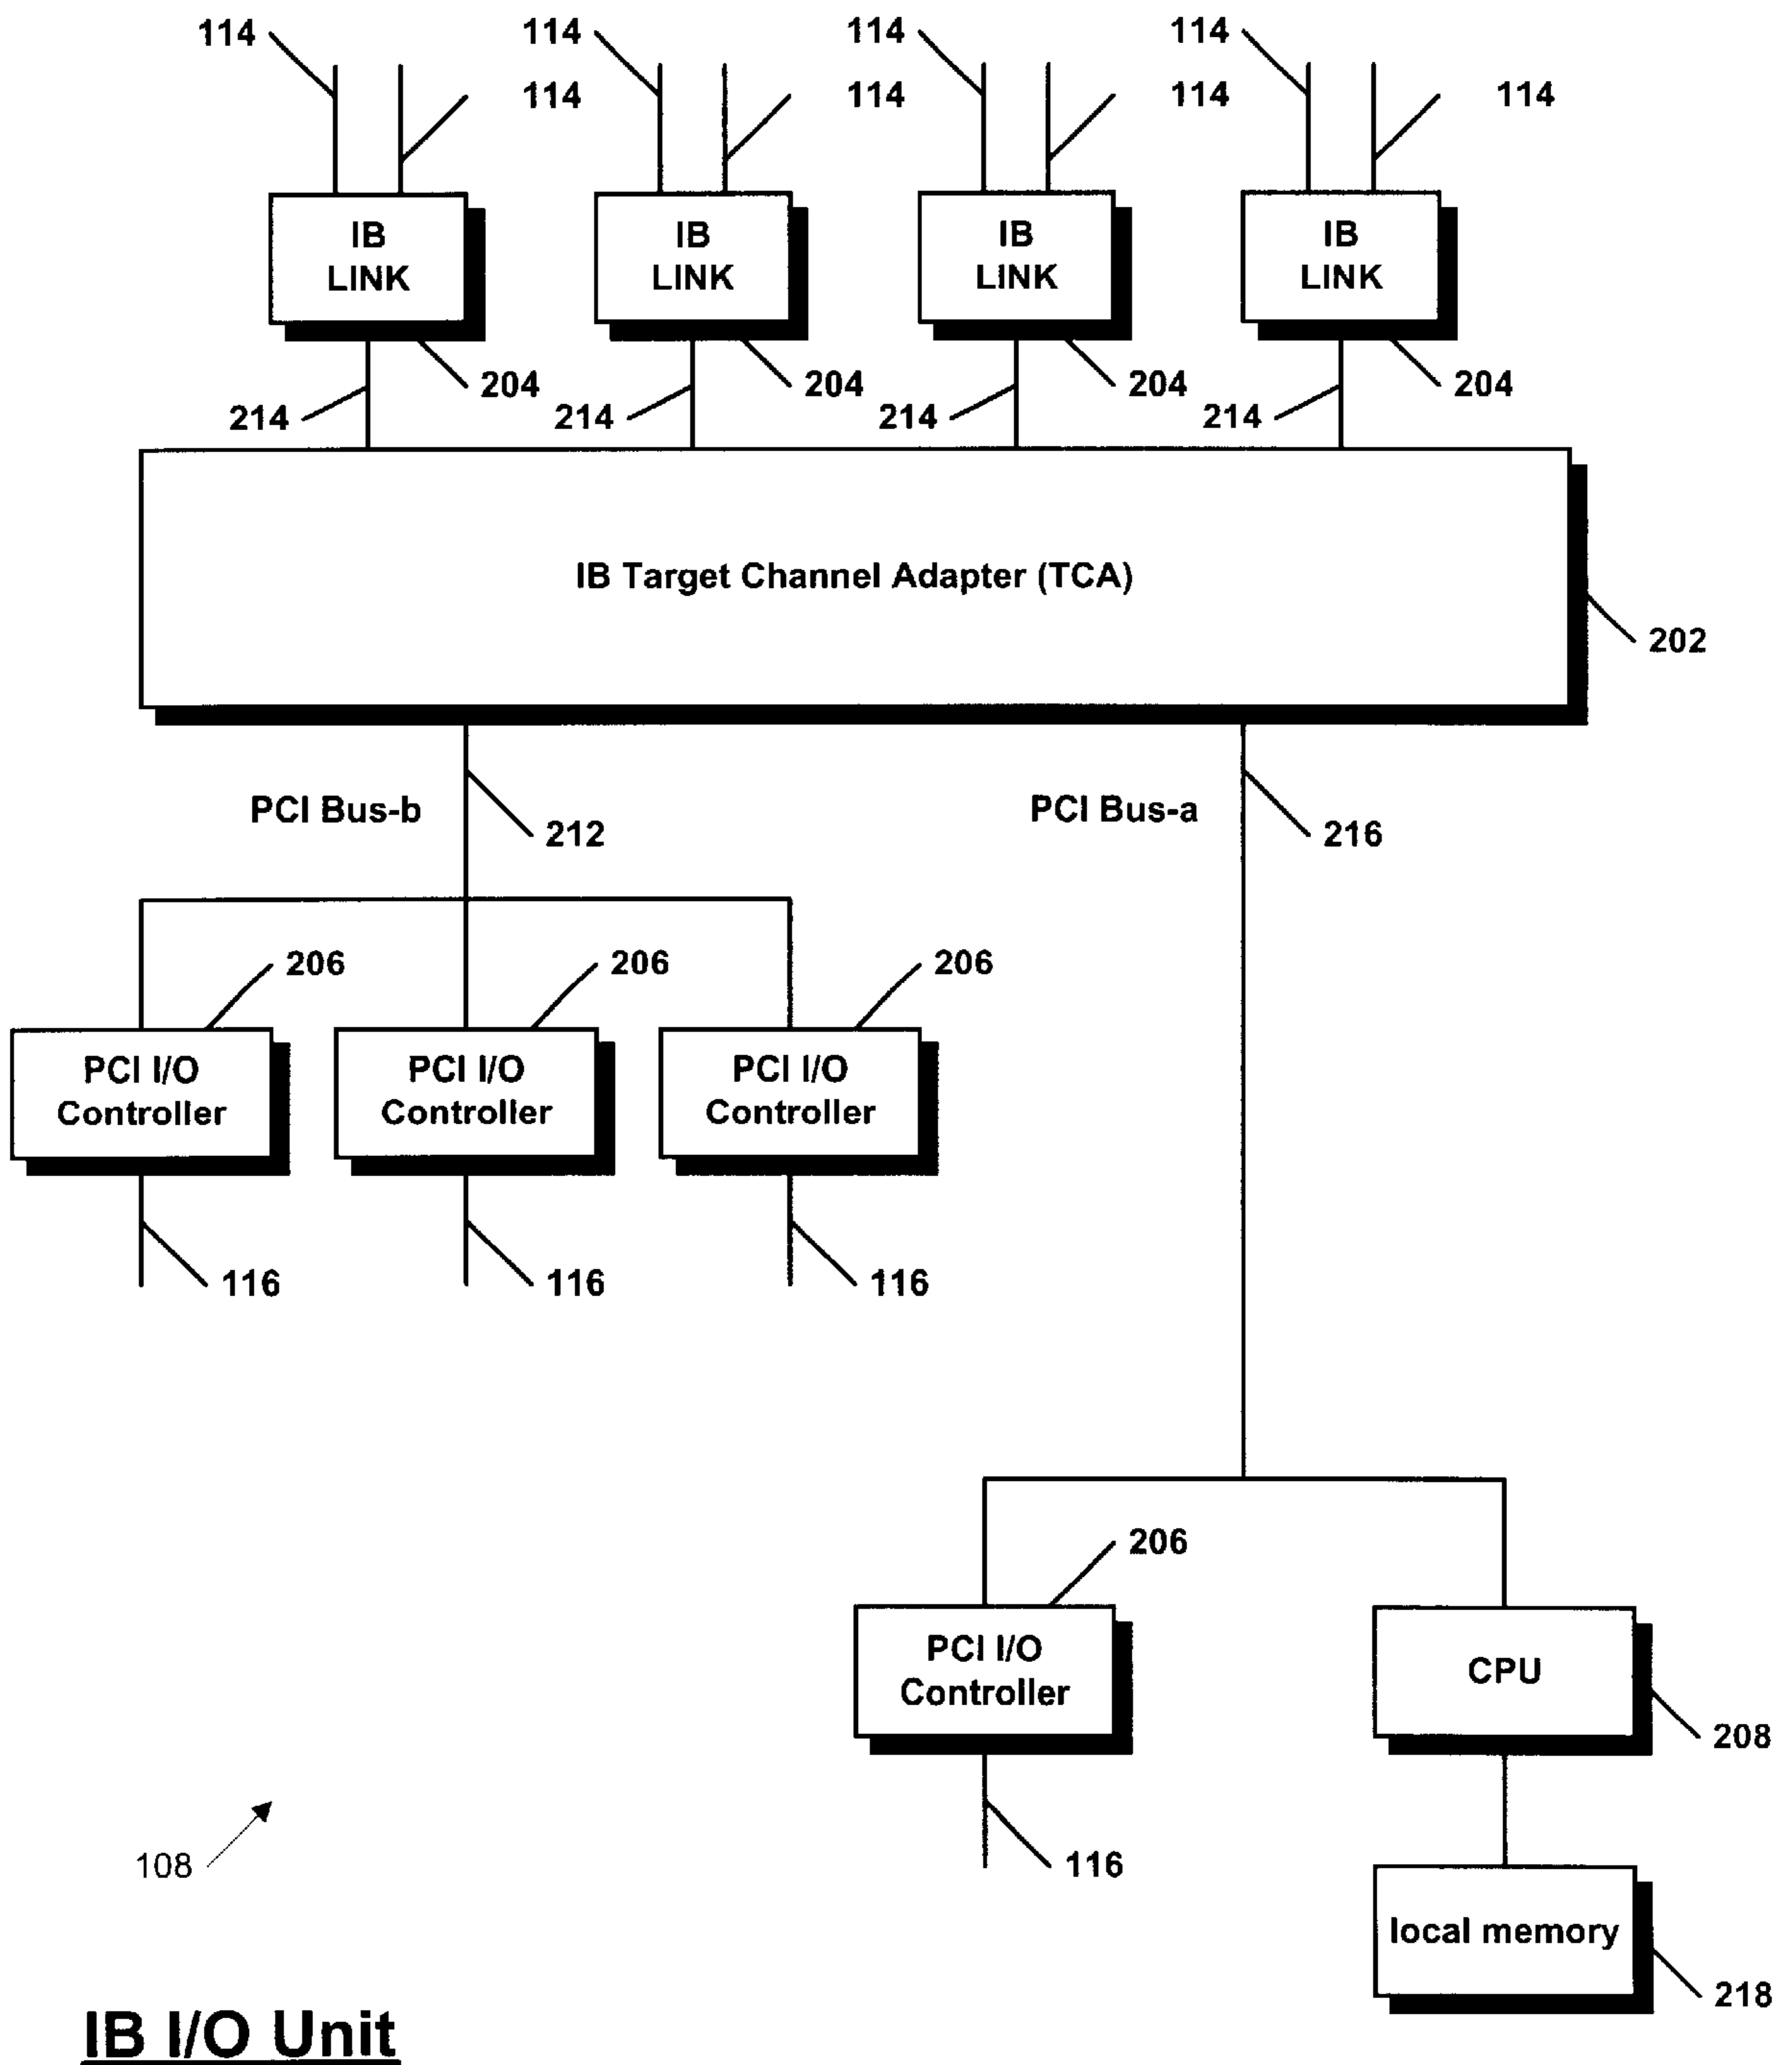 114 114 114 114
114 114 114 114
IB LINK
IB LINK
IB LINK
IB LINK
204 204 204 204
214 214 214 214
IB Target Channel Adapter (TCA)
202
PCI Bus-b
212
PCI Bus-a
216
206 206 206
PCI I/O
Controller
PCI I/O
Controller
PCI I/O
Controller
116 116 116
206
PCI I/O
Controller
CPU
208
108
116
local memory
218
IB I/O Unit